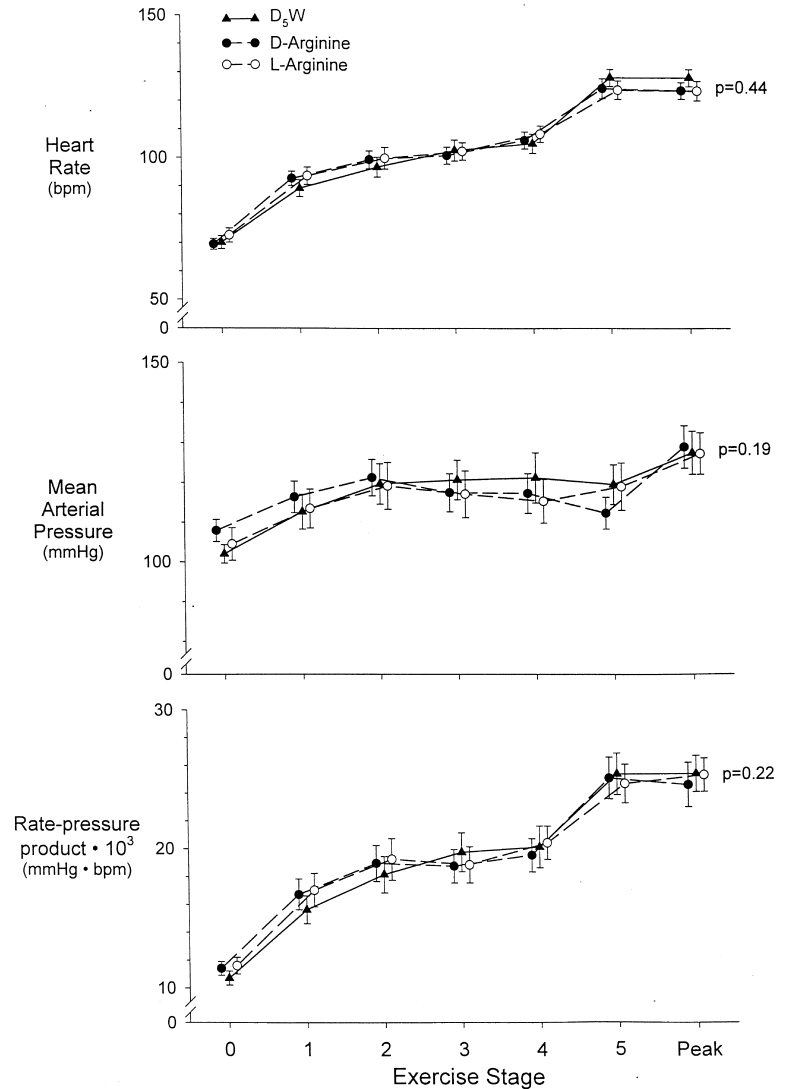 150
D5W
D-Arginine
L-Arginine
p=0.44
Heart
Rate
(bpm)
100
50
0
150
p=0.19
Mean
Arterial
Pressure
(mmHg)
100
0
30
p=0.22
Rate-pressure
product • 10³
(mmHg • bpm)
20
10
0
0 1 2 3 4 5 Peak
Exercise Stage